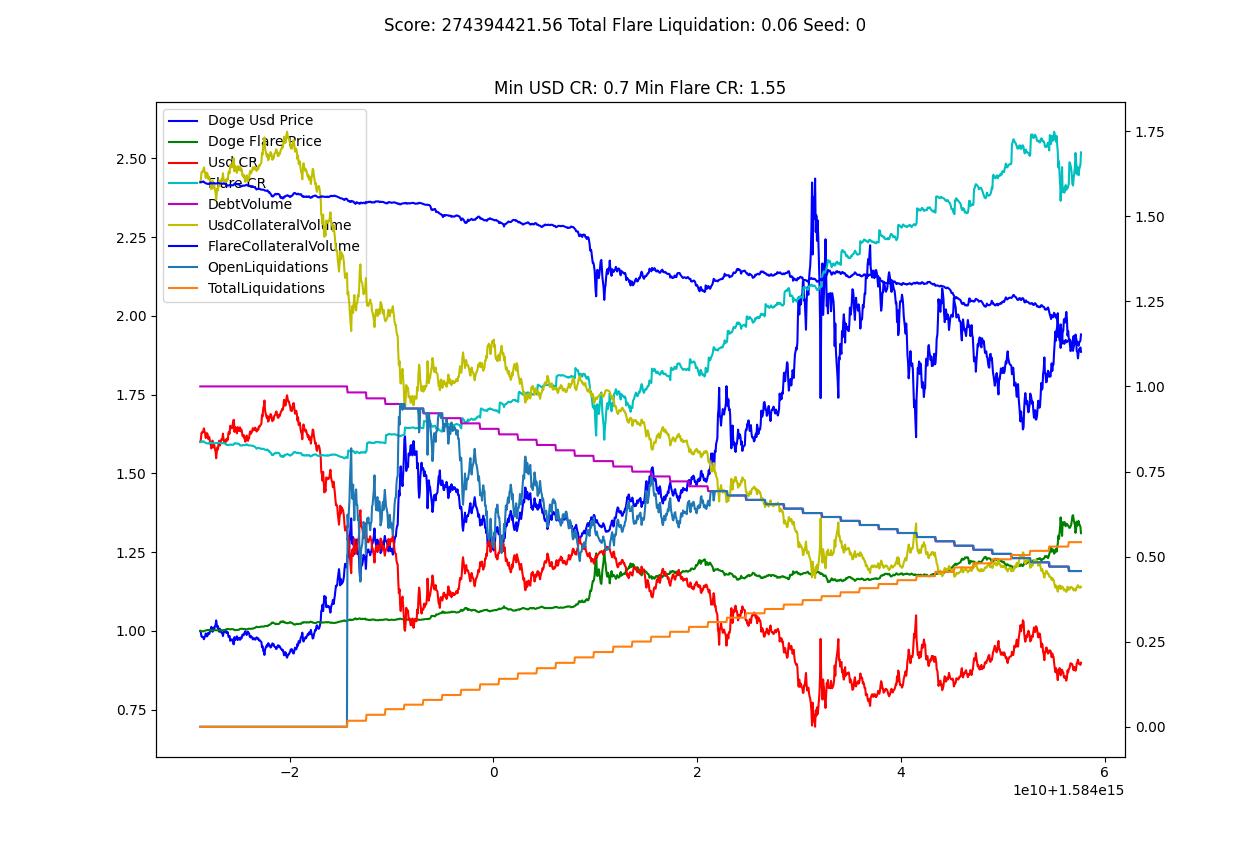 Score: 274394421.56 Total Flare Liquidation: 0.06 Seed: 0
Min USD CR: 0.7 Min Flare CR: 1.55
Doge Usd Price
Doge Flare Price
Usd CR
Flare CR
DebtVolume
UsdCollateralVolume
FlareCollateralVolume
OpenLiquidations
TotalLiquidations
2.50
2.25
2.00
1.75
1.50
1.25
1.00
0.75
1.75
1.50
1.25
1.00
0.75
0.50
0.25
0.00
−2
0
2
4
6
1e10+1.584e15